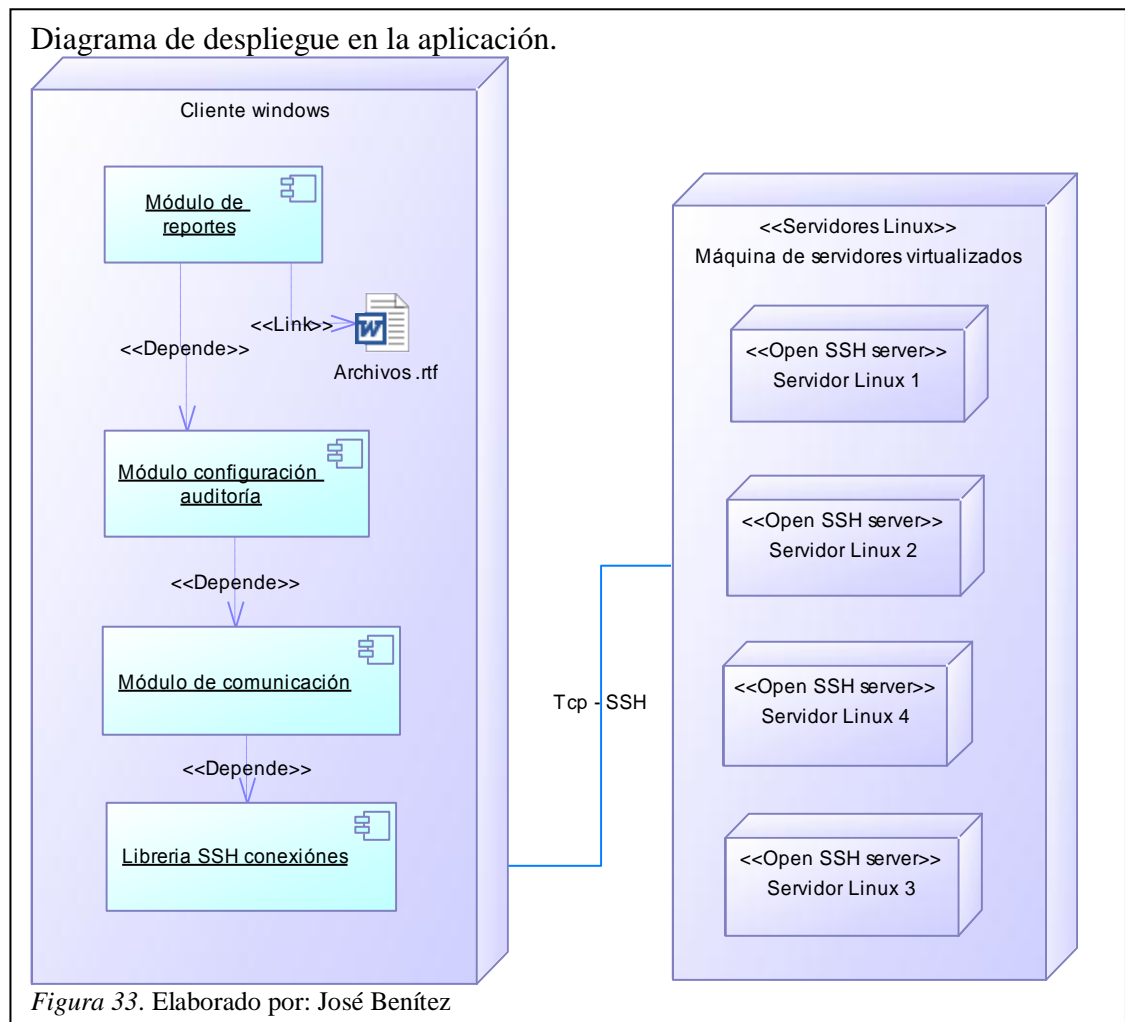 Diagrama de despliegue en la aplicación.
Cliente windows
Módulo de
reportes
<<Link>>
<<Depende>>
Archivos .rtf
Módulo configuración
auditoría
<<Depende>>
Módulo de comunicación
<<Depende>>
Libreria SSH conexiónes
Tcp - SSH
<<Servidores Linux>>
Máquina de servidores virtualizados
<<Open SSH server>>
Servidor Linux 1
<<Open SSH server>>
Servidor Linux 2
<<Open SSH server>>
Servidor Linux 4
<<Open SSH server>>
Servidor Linux 3
Figura 33. Elaborado por: José Benítez